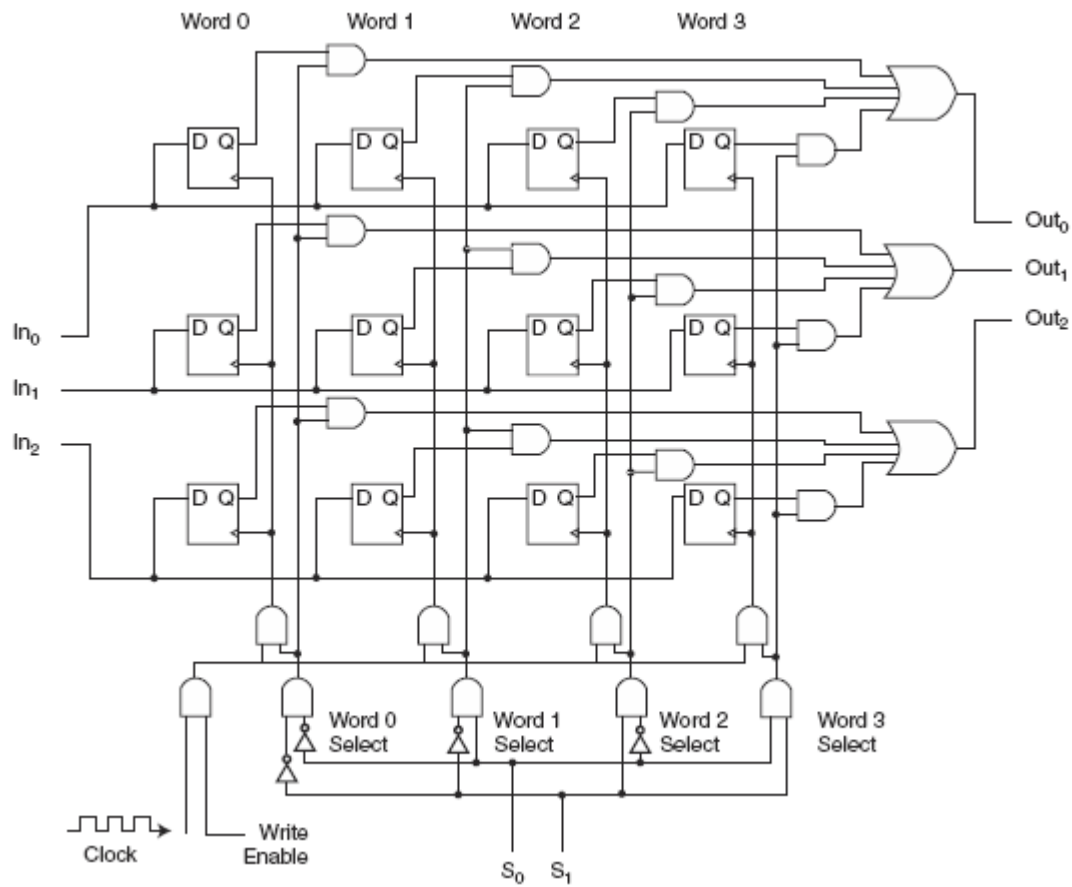 Word 0 Word 1 Word 2 Word 3
D Q D Q D Q D Q
Out₀
Out₁
Out₂
In₀
D Q D Q D Q D Q
In₁
In₂
D Q D Q D Q D Q
Word 0 Select
Word 1 Select
Word 2 Select
Word 3 Select
Clock
Write Enable
S₀ S₁